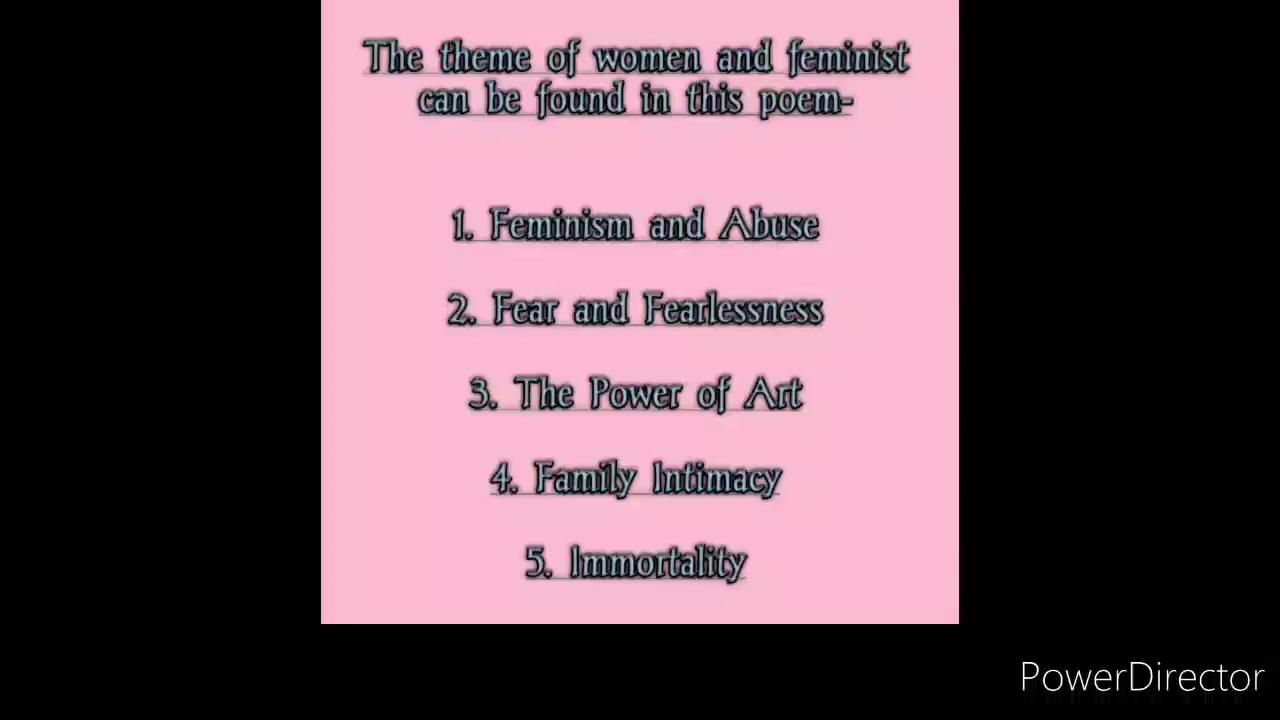 The theme of women and feminist
can be found in this poem-
1. Feminism and Abuse
2. Fear and Fearlessness
3. The Power of Art
4. Family Intimacy
5. Immortality
PowerDirector